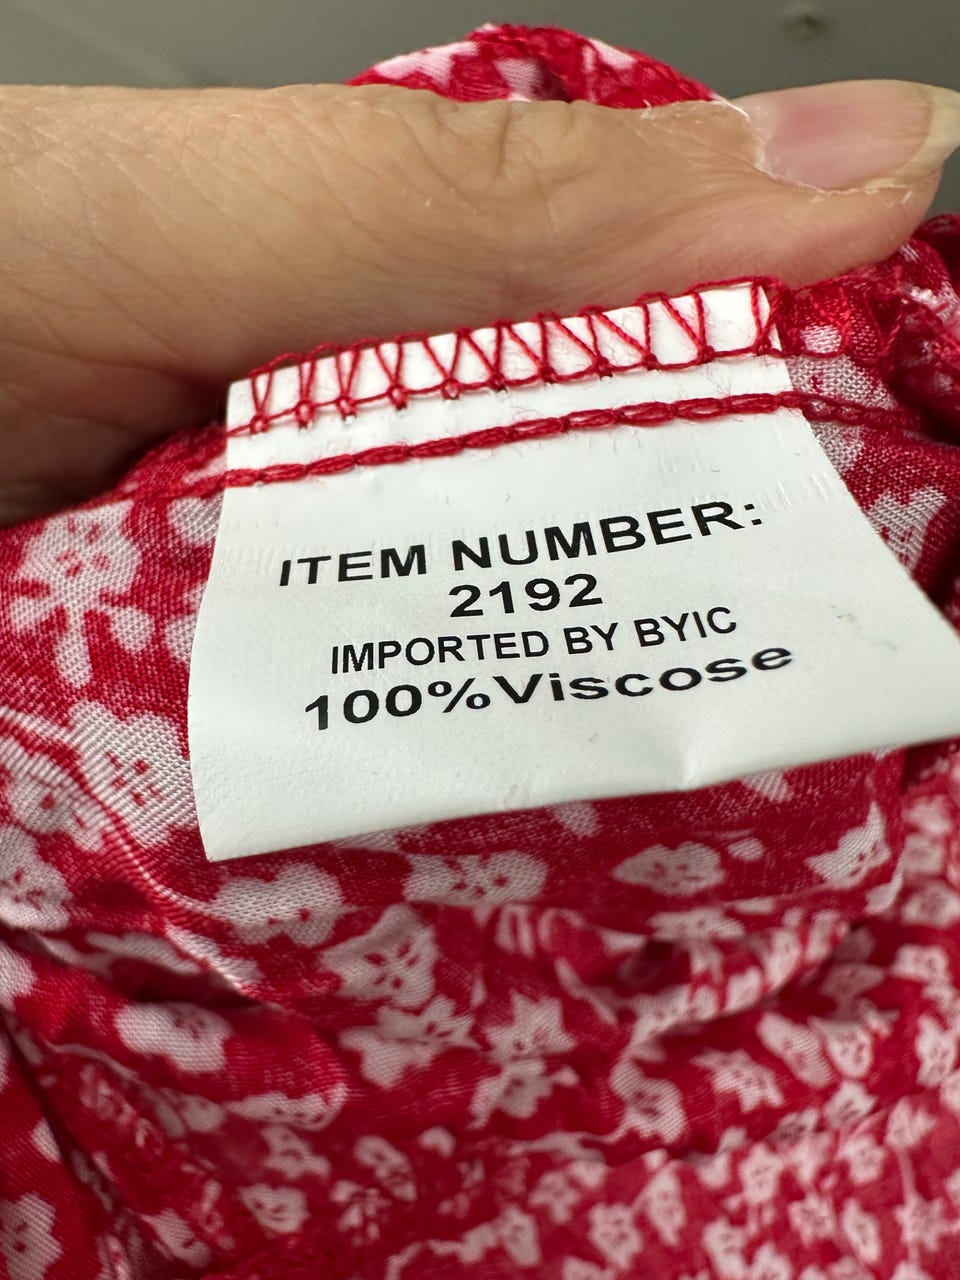 ITEM NUMBER:
2192
IMPORTED BY BYIC
100%Viscose